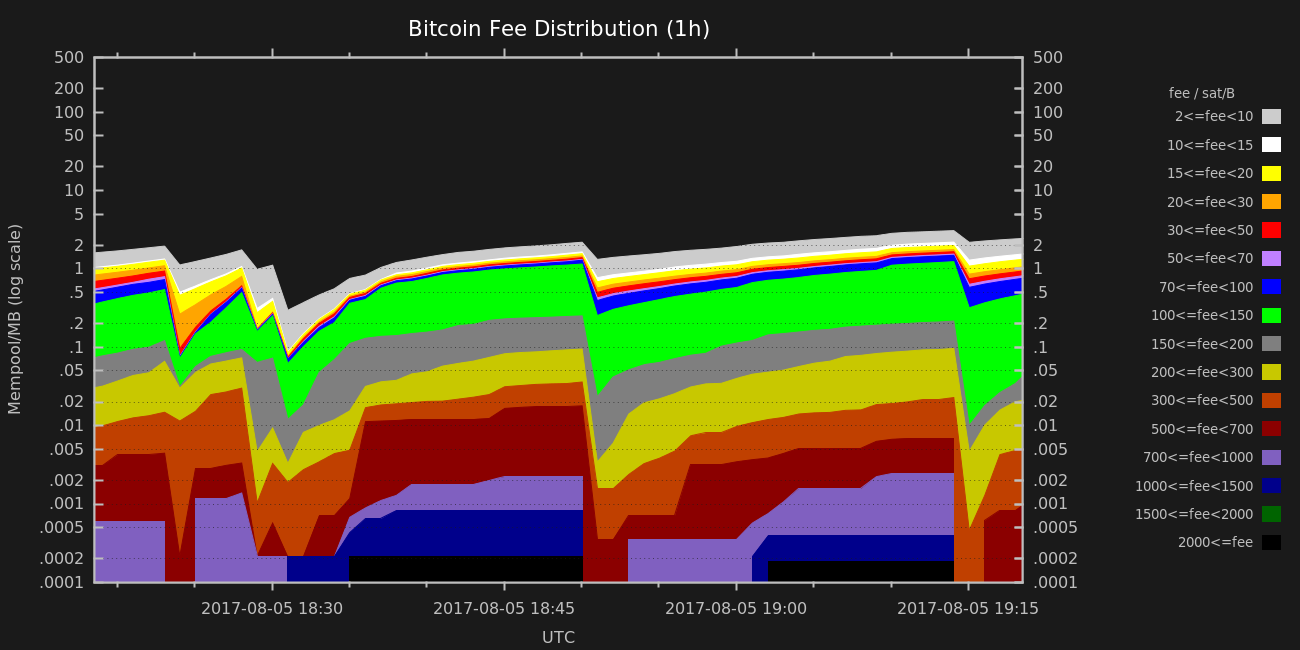 Bitcoin Fee Distribution (1h)
Mempool/MB (log scale)
500
200
100
50
20
10
5
2
1
.5
.2
.1
.05
.02
.01
.005
.002
.001
.0005
.0002
.0001
500
200
100
50
20
10
5
2
1
.5
.2
.1
.05
.02
.01
.005
.002
.001
.0005
.0002
.0001
2017-08-05 18:30
2017-08-05 18:45
2017-08-05 19:00
2017-08-05 19:15
UTC
fee / sat/B
2<=fee<10
10<=fee<15
15<=fee<20
20<=fee<30
30<=fee<50
50<=fee<70
70<=fee<100
100<=fee<150
150<=fee<200
200<=fee<300
300<=fee<500
500<=fee<700
700<=fee<1000
1000<=fee<1500
1500<=fee<2000
2000<=fee